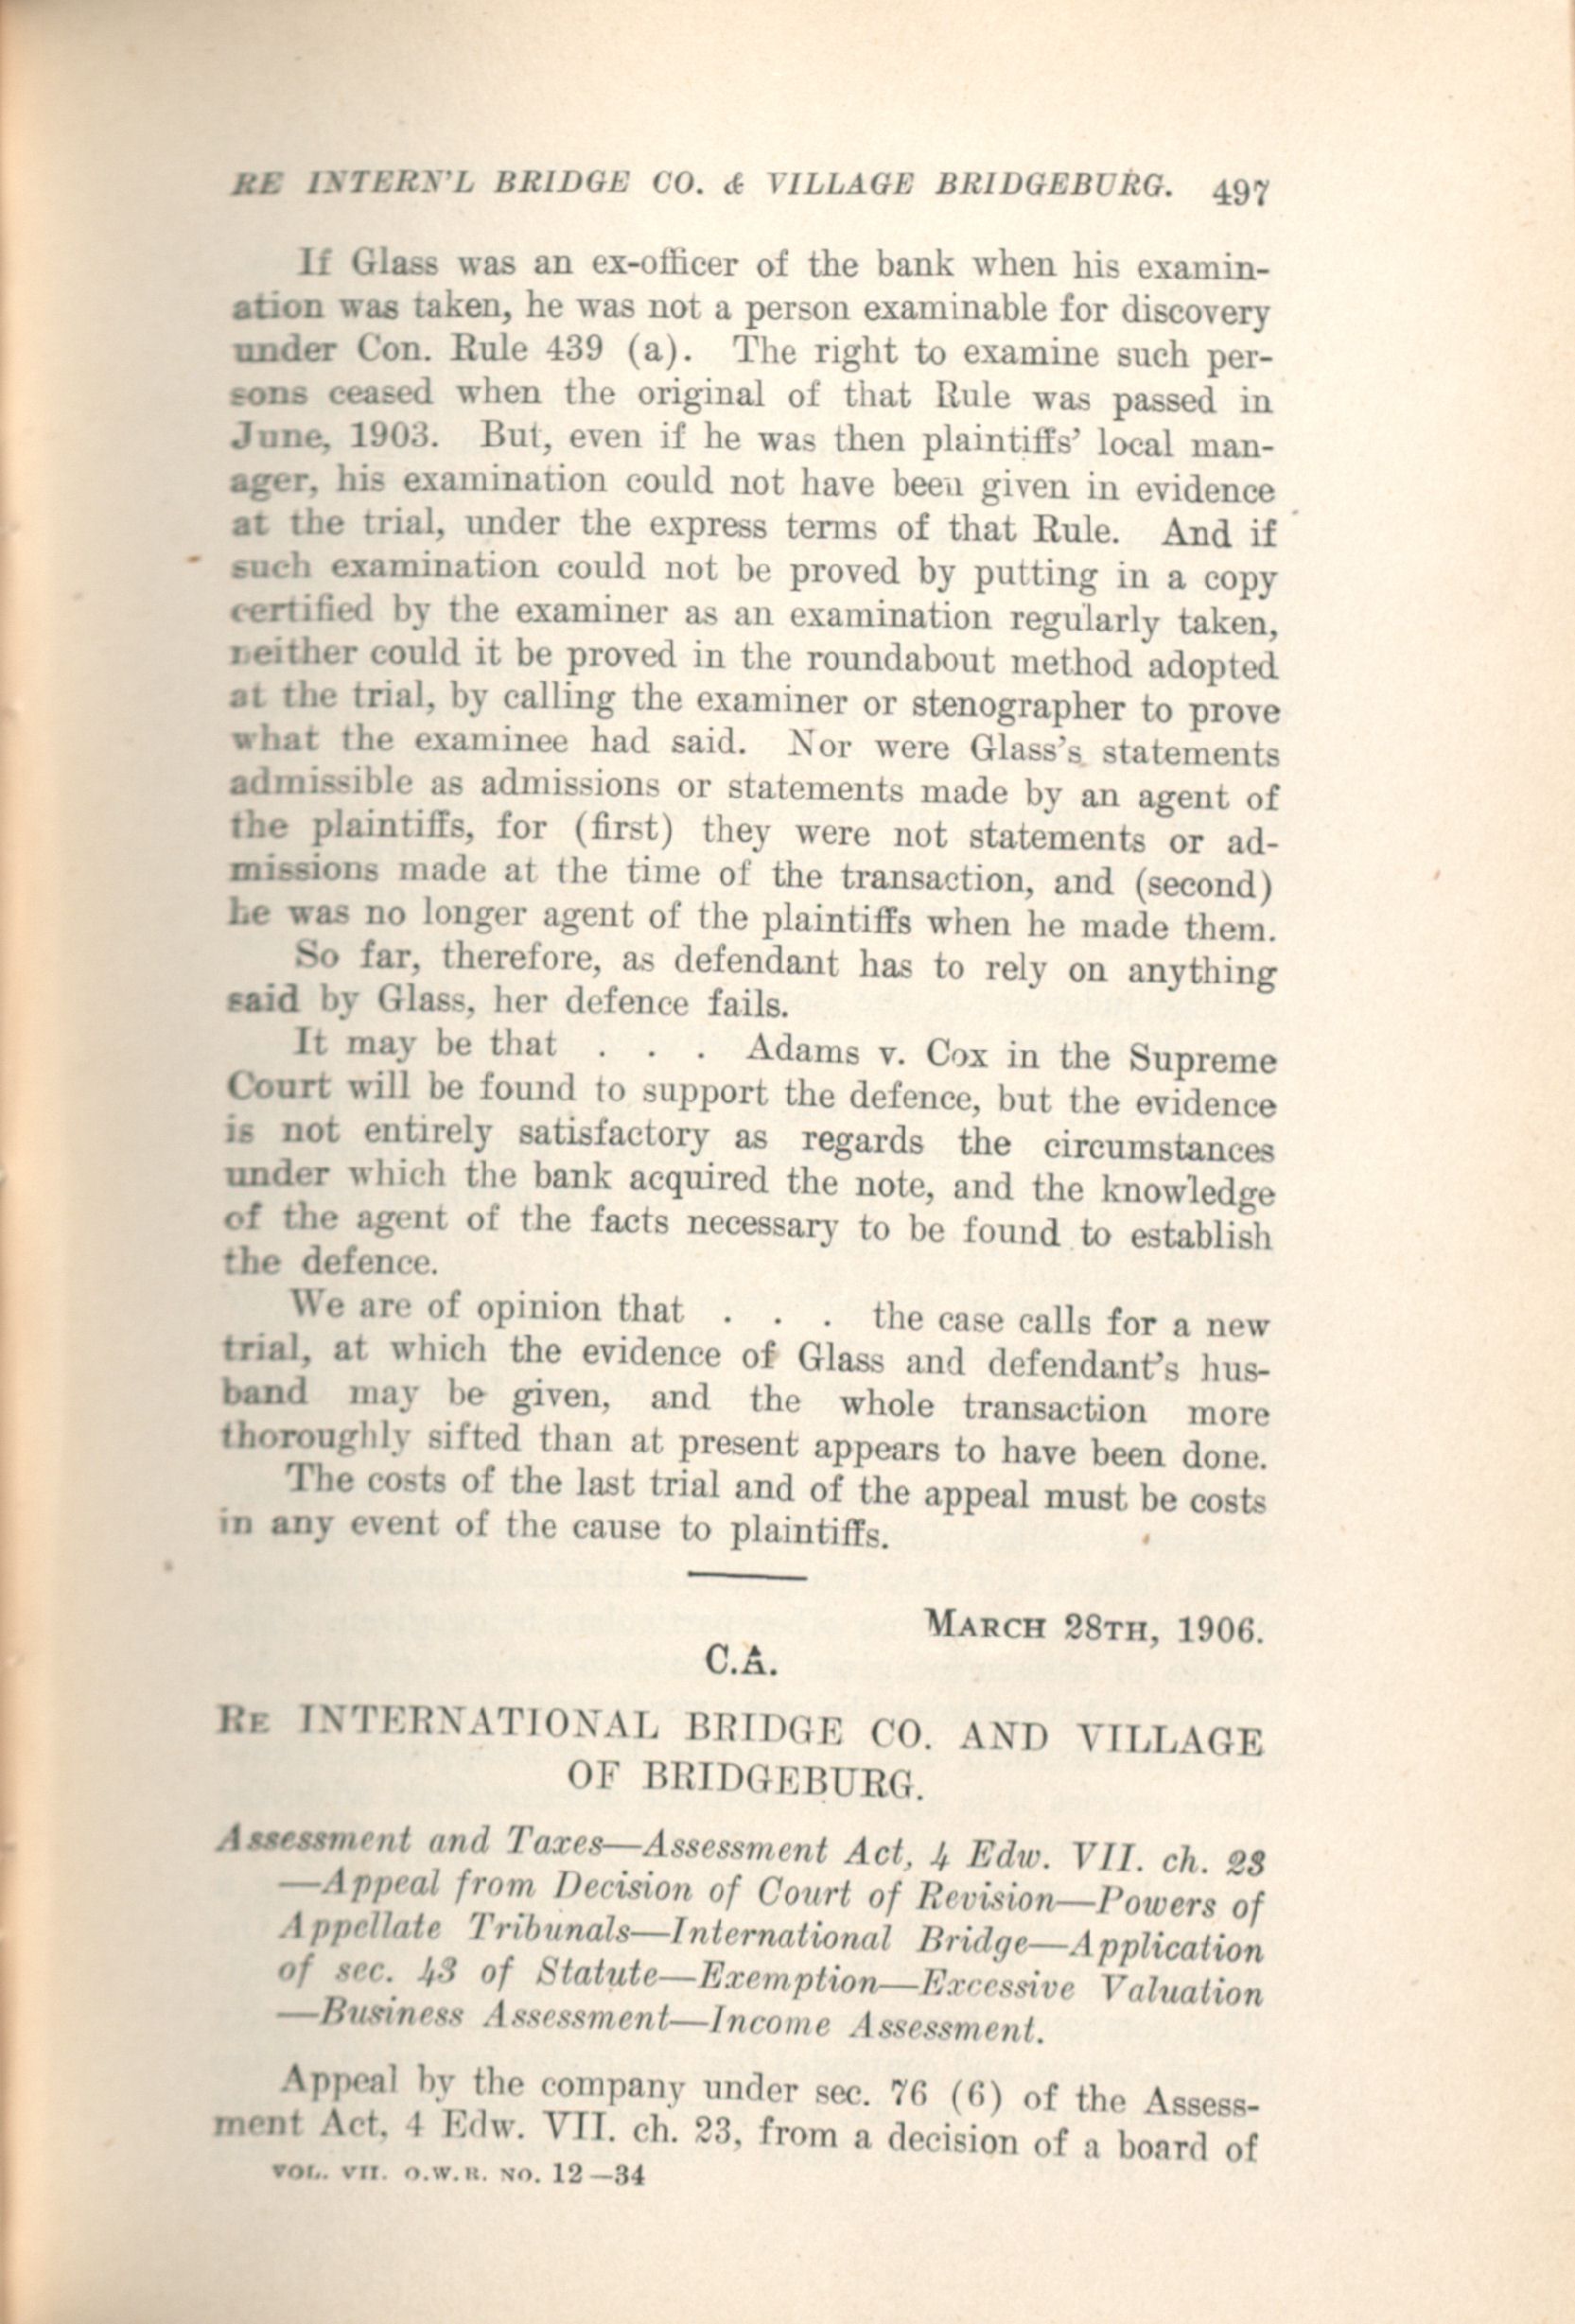 RE INTERN'L BRIDGE CO. & VILLAGE BRIDGEBURG. 497
If Glass was an ex-officer of the bank when his examin-
ation was taken, he was not a person examinable for discovery
under Con. Rule 439 (a). The right to examine such per-
sons ceased when the original of that Rule was passed in
June, 1903. But, even if he was then plaintiffs' local man-
ager, his examination could not have been given in evidence
at the trial, under the express terms of that Rule. And if
such examination could not be proved by putting in a copy
certified by the examiner as an examination regularly taken,
neither could it be proved in the roundabout method adopted
at the trial, by calling the examiner or stenographer to prove
what the examinee had said. Nor were Glass's statements
admissible as admissions or statements made by an agent of
the plaintiffs, for (first) they were not statements or ad-
missions made at the time of the transaction, and (second)
he was no longer agent of the plaintiffs when he made them.
So far, therefore, as defendant has to rely on anything
said by Glass, her defence fails.
It may be that . . . Adams v. Cox in the Supreme
Court will be found to support the defence, but the evidence
is not entirely satisfactory as regards the circumstances
under which the bank acquired the note, and the knowledge
of the agent of the facts necessary to be found to establish
the defence.
We are of opinion that . . . the case calls for a new
trial, at which the evidence of Glass and defendant's hus-
band may be given, and the whole transaction more
thoroughly sifted than at present appears to have been done.
The costs of the last trial and of the appeal must be costs
in any event of the cause to plaintiffs.
MARCH 28TH, 1906.
C.A.
RE INTERNATIONAL BRIDGE CO. AND VILLAGE
OF BRIDGEBURG.
Assessment and Taxes—Assessment Act, 4 Edw. VII. ch. 23
—Appeal from Decision of Court of Revision—Powers of
Appellate Tribunals—International Bridge—Application
of sec. 43 of Statute—Exemption—Excessive Valuation
—Business Assessment—Income Assessment.
Appeal by the company under sec. 76 (6) of the Assess-
ment Act, 4 Edw. VII. ch. 23, from a decision of a board of
VOL. VII. O.W.R. NO. 12—34